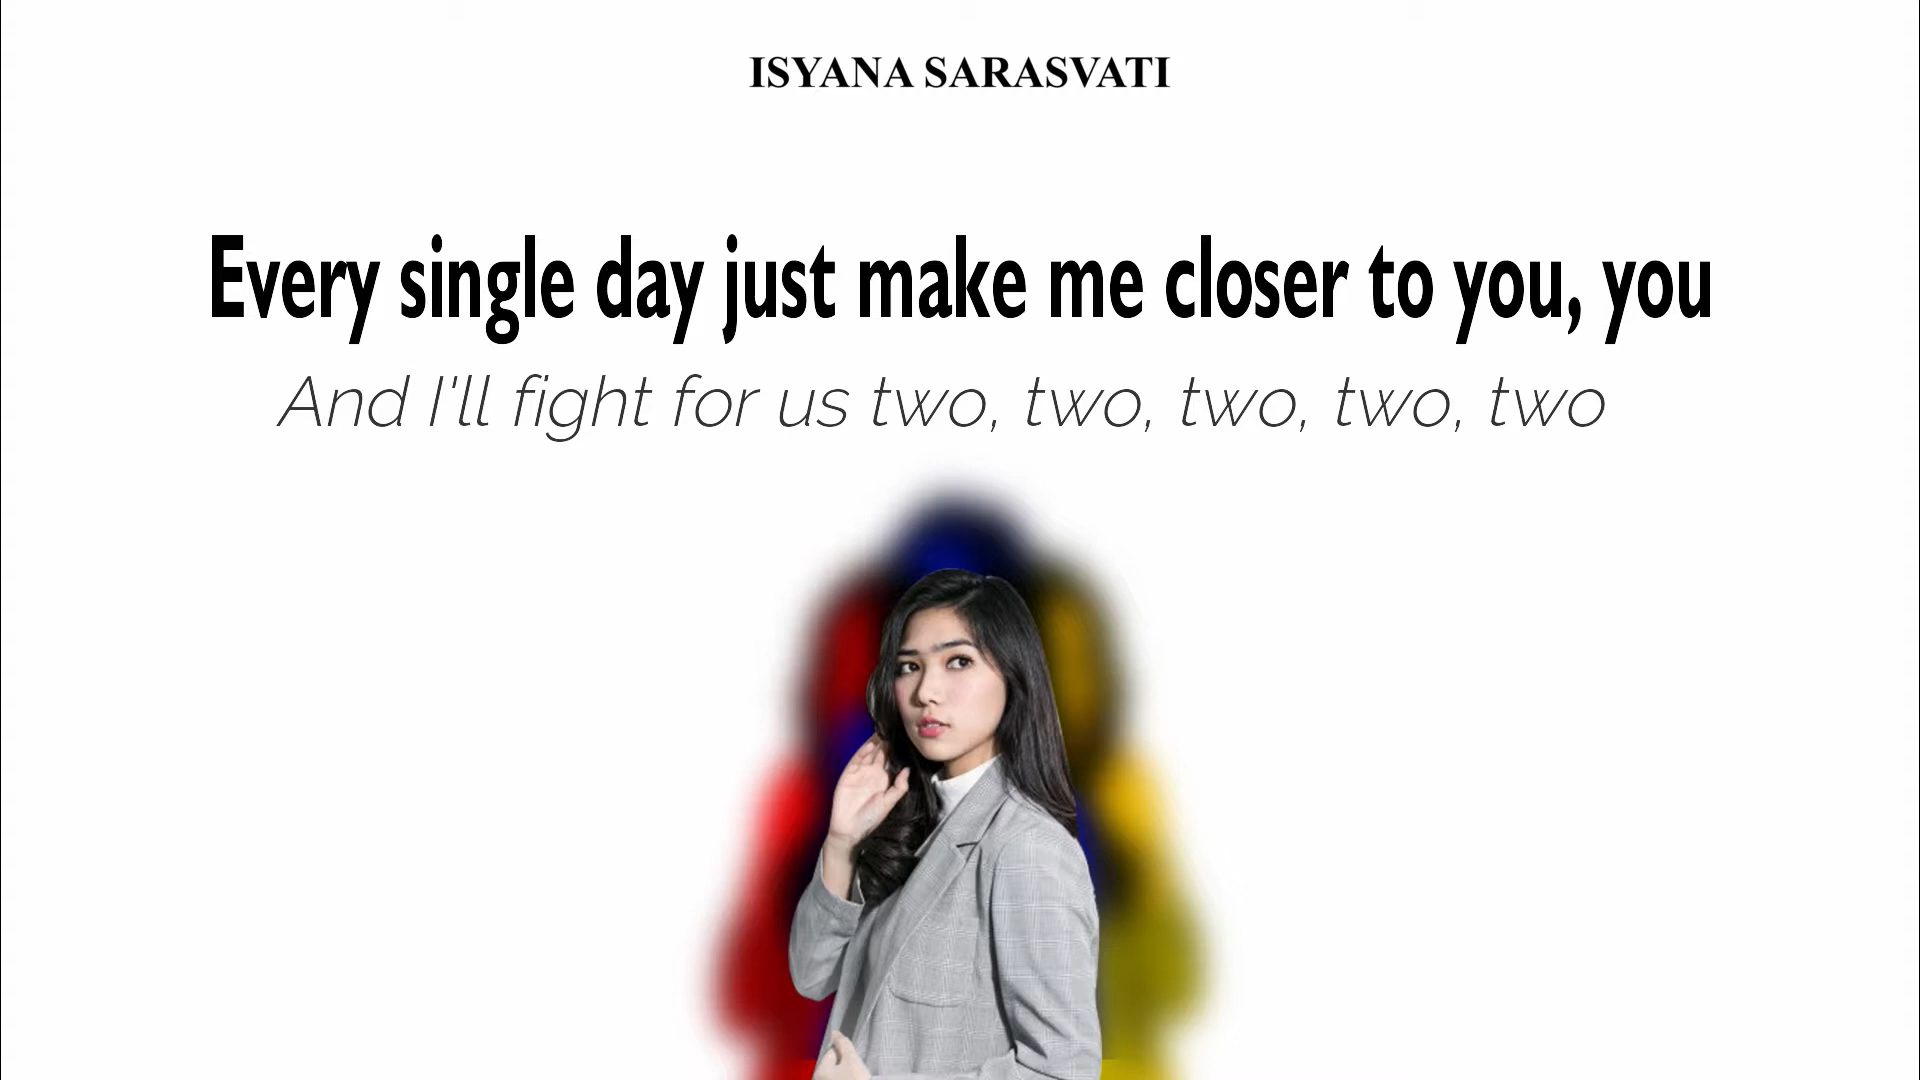 ISYANA SARASVATI
Every single day just make me closer to you, you
And I'll fight for us two, two, two, two, two